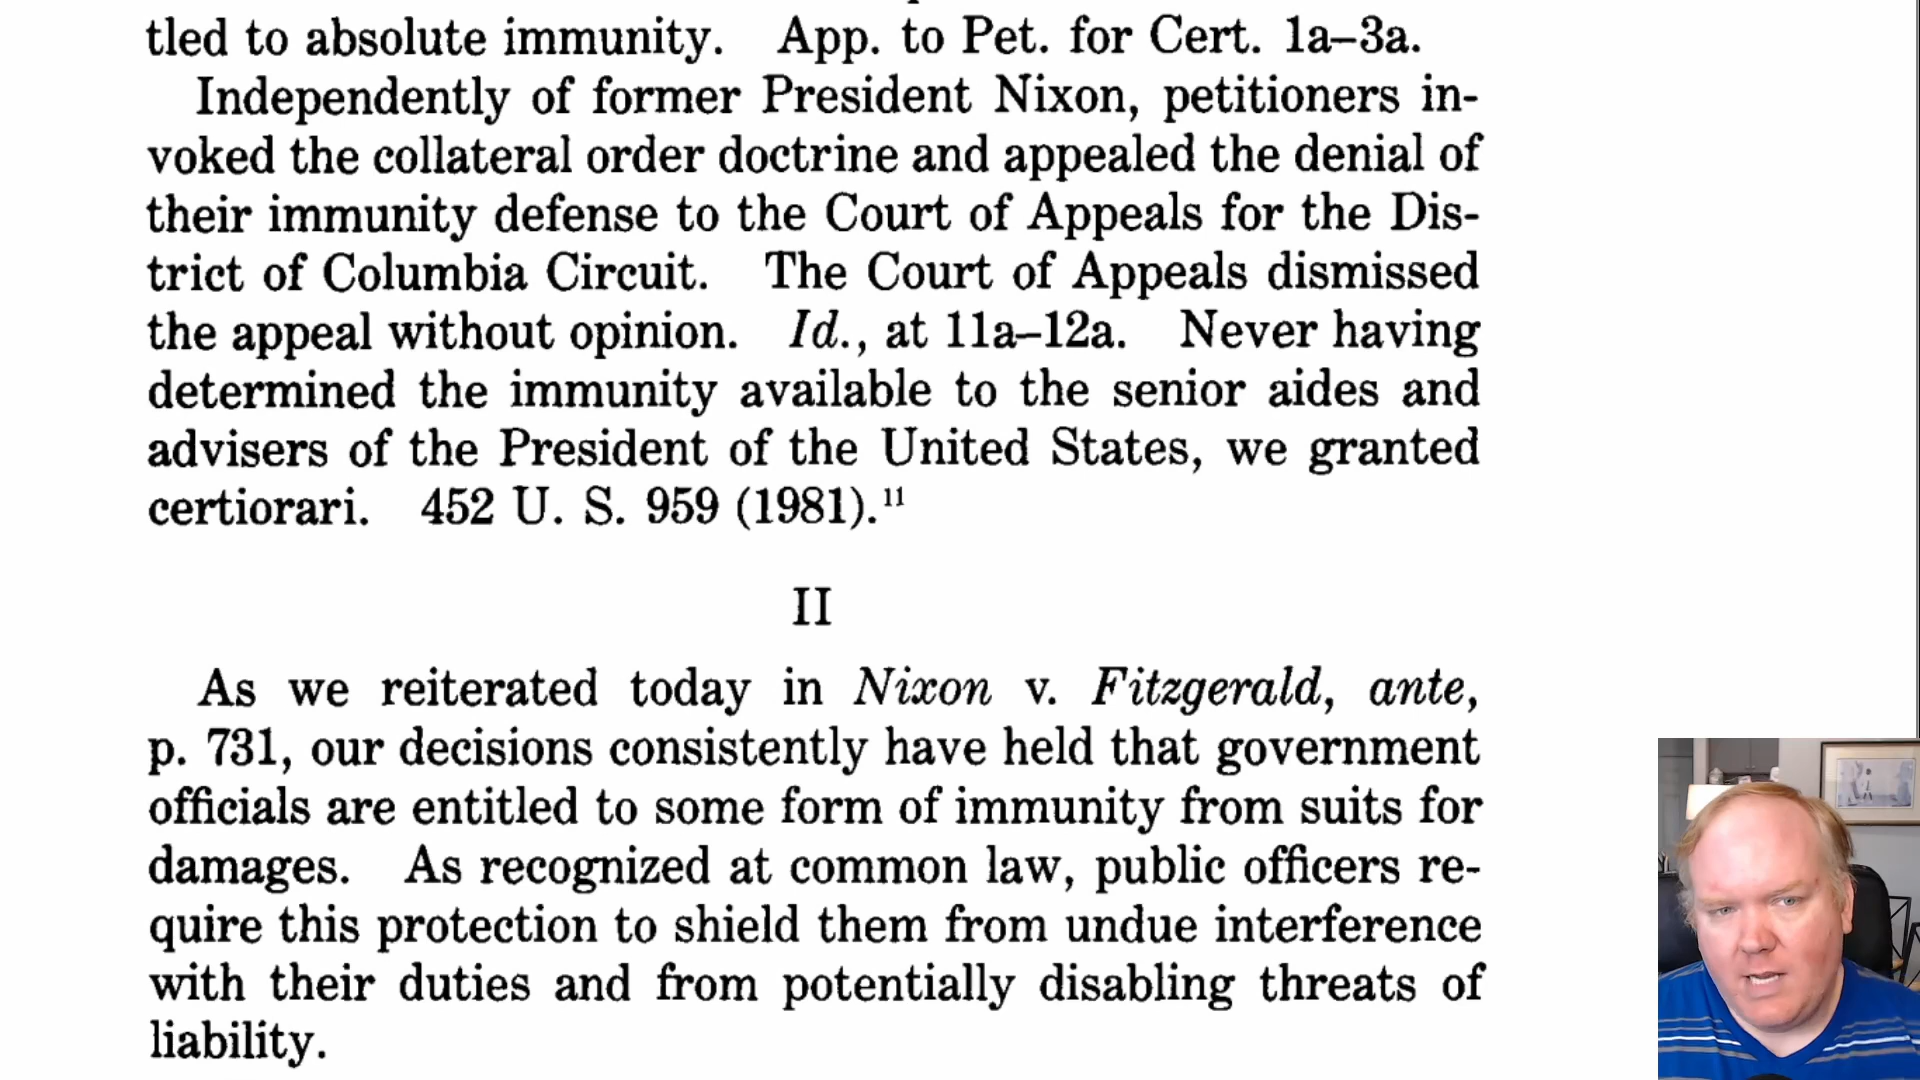 tled to absolute immunity. App. to Pet. for Cert. 1a–3a.
Independently of former President Nixon, petitioners in-
voked the collateral order doctrine and appealed the denial of
their immunity defense to the Court of Appeals for the Dis-
trict of Columbia Circuit. The Court of Appeals dismissed
the appeal without opinion. Id., at 11a–12a. Never having
determined the immunity available to the senior aides and
advisers of the President of the United States, we granted
certiorari. 452 U. S. 959 (1981).¹¹
II
As we reiterated today in Nixon v. Fitzgerald, ante,
p. 731, our decisions consistently have held that government
officials are entitled to some form of immunity from suits for
damages. As recognized at common law, public officers re-
quire this protection to shield them from undue interference
with their duties and from potentially disabling threats of
liability.